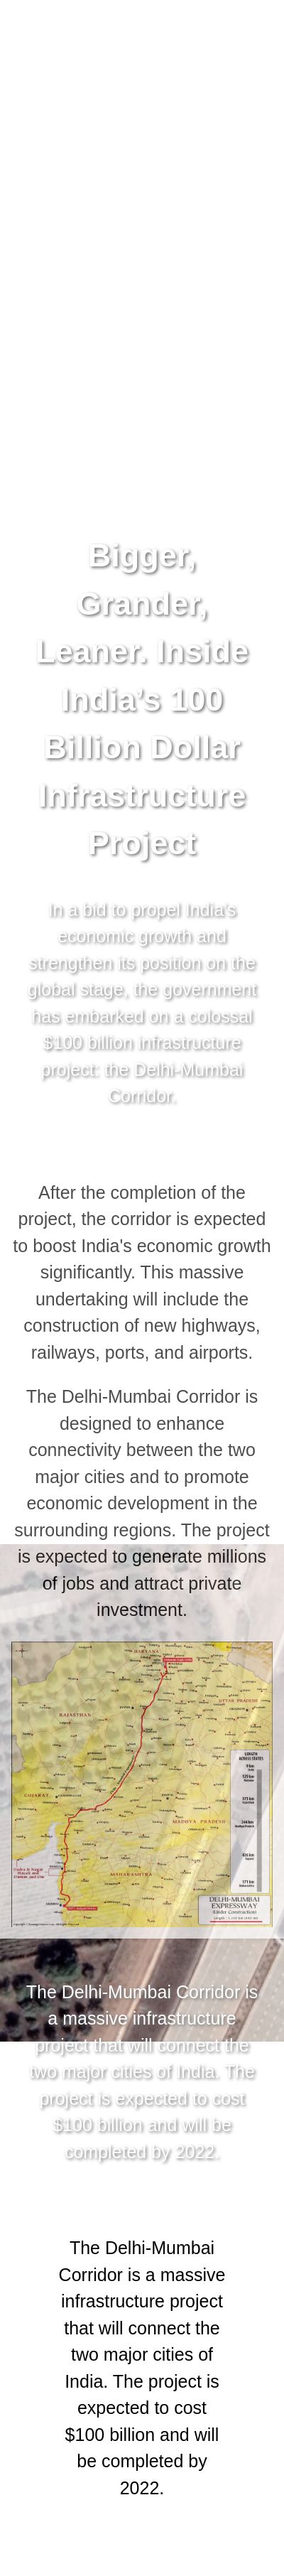 Bigger,
Grander,
Leaner. Inside
India's 100
Billion Dollar
Infrastructure
Project
In a bid to propel India's
economic growth and
strengthen its position on the
global stage, the government
has embarked on a colossal
$100 billion infrastructure
project: the Delhi-Mumbai
Corridor.
After the completion of the
project, the corridor is expected
to boost India's economic growth
significantly. This massive
undertaking will include the
construction of new highways,
railways, ports, and airports.
The Delhi-Mumbai Corridor is
designed to enhance
connectivity between the two
major cities and to promote
economic development in the
surrounding regions. The project
is expected to generate millions
of jobs and attract private
investment.
HARYANA
UTTAR PRADESH
RAJASTHAN
LENGTH
ACROSS STATES
GUJARAT
MADHYA PRADESH
MAHARASHTRA
DELHI-MUMBAI
EXPRESSWAY
(Under Construction)
The Delhi-Mumbai Corridor is
a massive infrastructure
project that will connect the
two major cities of India. The
project is expected to cost
$100 billion and will be
completed by 2022.
The Delhi-Mumbai
Corridor is a massive
infrastructure project
that will connect the
two major cities of
India. The project is
expected to cost
$100 billion and will
be completed by
2022.